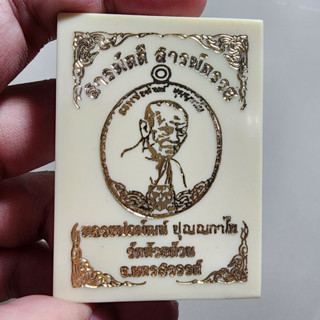 สารพัดดี สารพัดรวย
หลวงพ่อพัฒน์ ปุญญกาโม
วัดห้วยด้วน
จ.นครสวรรค์